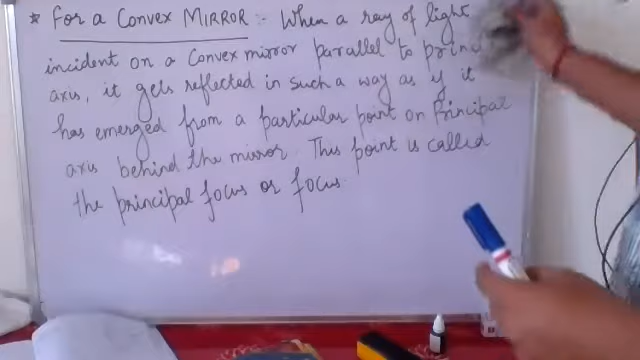 * FOR A CONVEX MIRROR :- When a ray of light
incident on a Convex mirror parallel to princ
axis, it gets reflected in such a way as if it
has emerged from a particular point on Principal
axis behind the mirror. This point is called
the principal focus or focus.